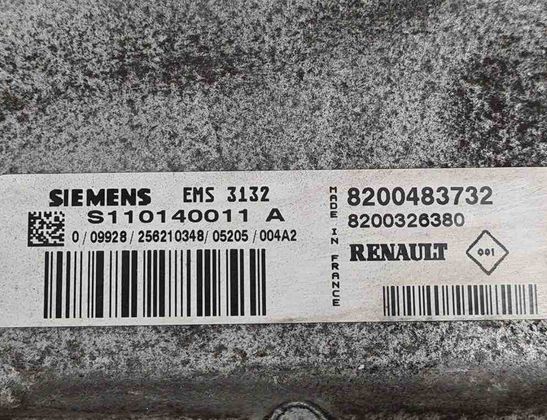 SIEMENS EMS 3132
S110140011 A
0/09928/256210348/05205/004A2
MADE IN FRANCE
8200483732
8200326380
RENAULT 001